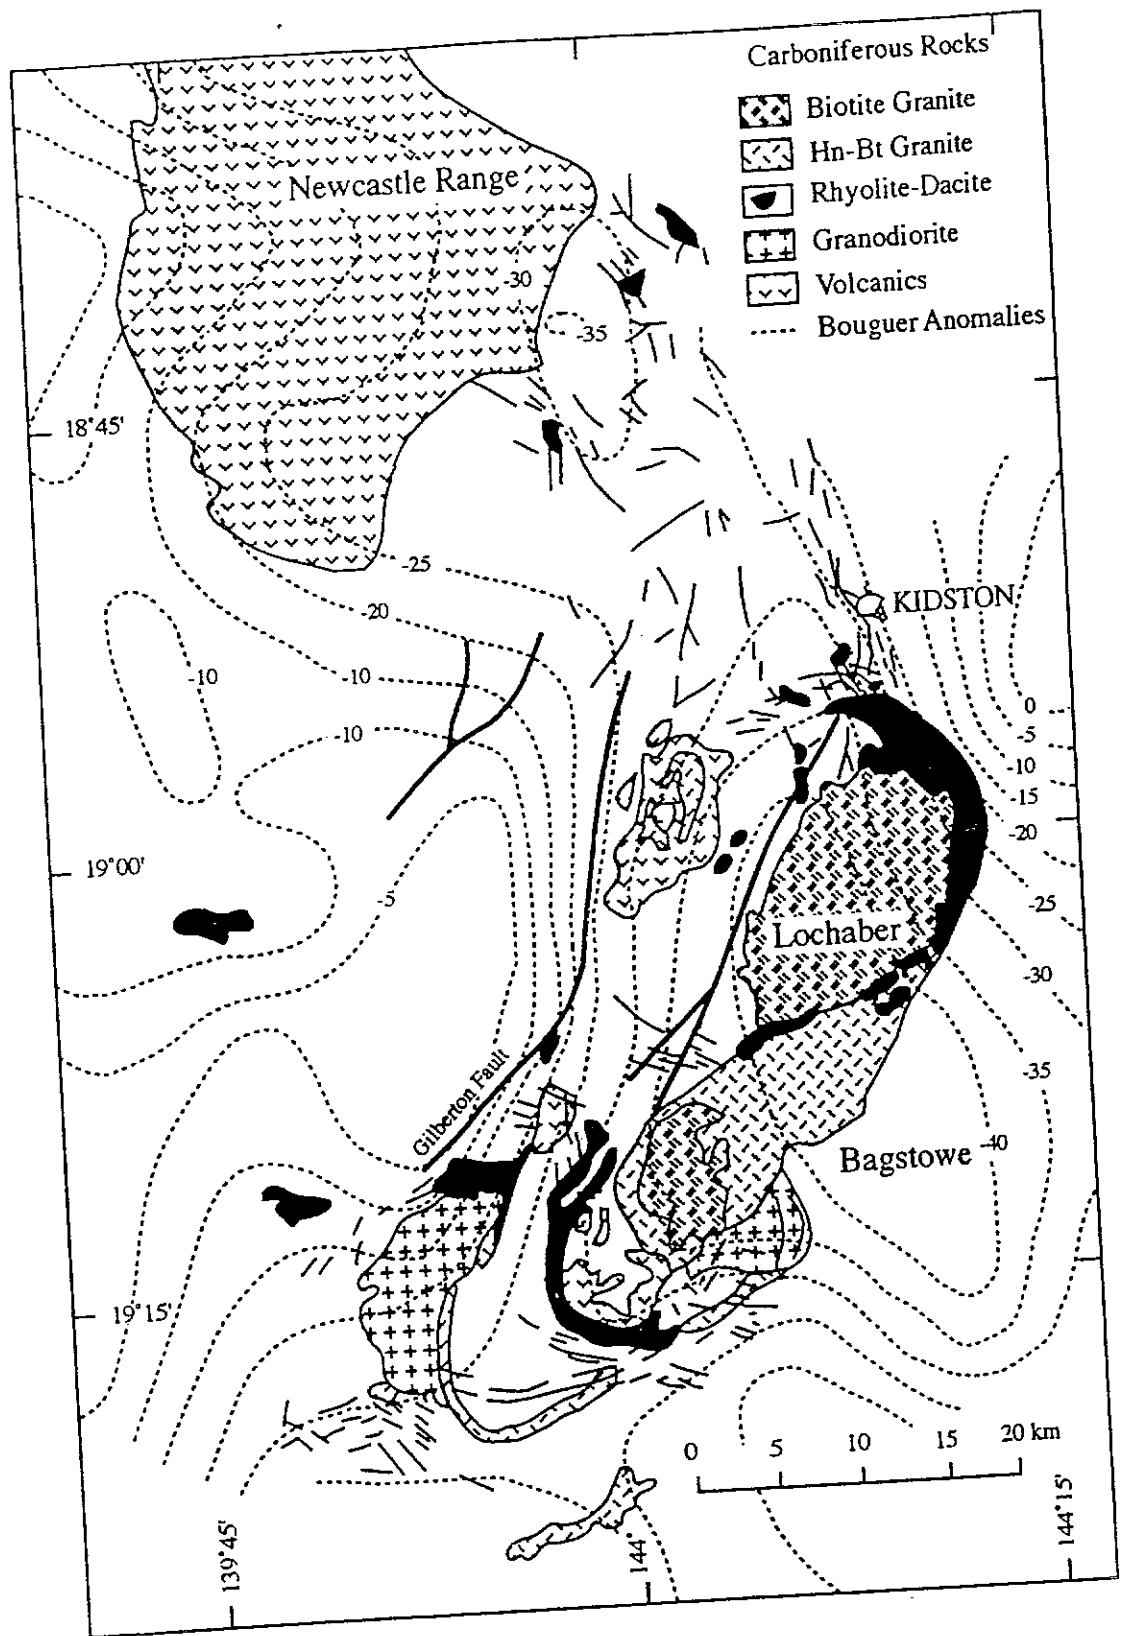 Carboniferous Rocks
Biotite Granite
Hn-Bt Granite
Rhyolite-Dacite
Granodiorite
Volcanics
Bouguer Anomalies
Newcastle Range
-30
-35
18°45'
-25
-20
KIDSTON
-10
-10
-10
0
-5
-10
-15
-20
19°00'
-5
-25
Lochaber
-30
-35
Gilberton Fault
Bagstowe
-40
19°15'
0 5 10 15 20 km
139°45'
144°
144°15'